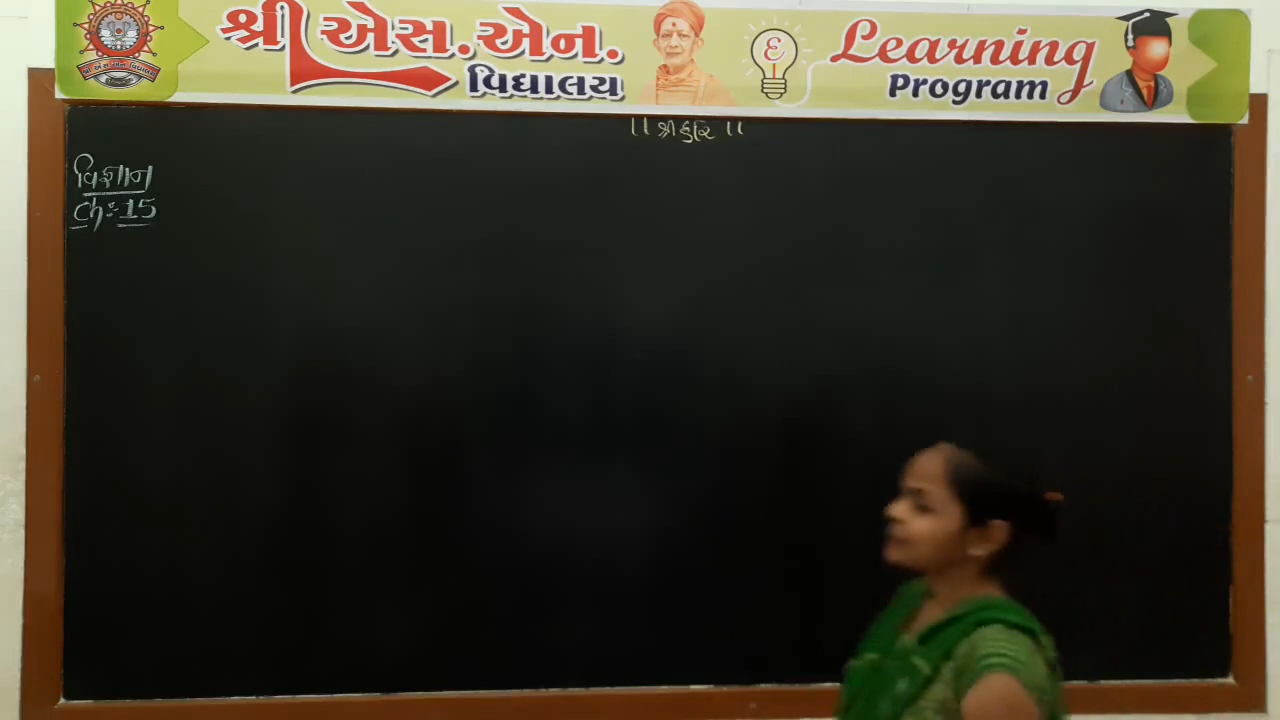 શ્રી એસ.એન.
વિદ્યાલય
ε
Learning
Program
।। શ્રીહરિ ।।
વિજ્ઞાન
Ch:-15